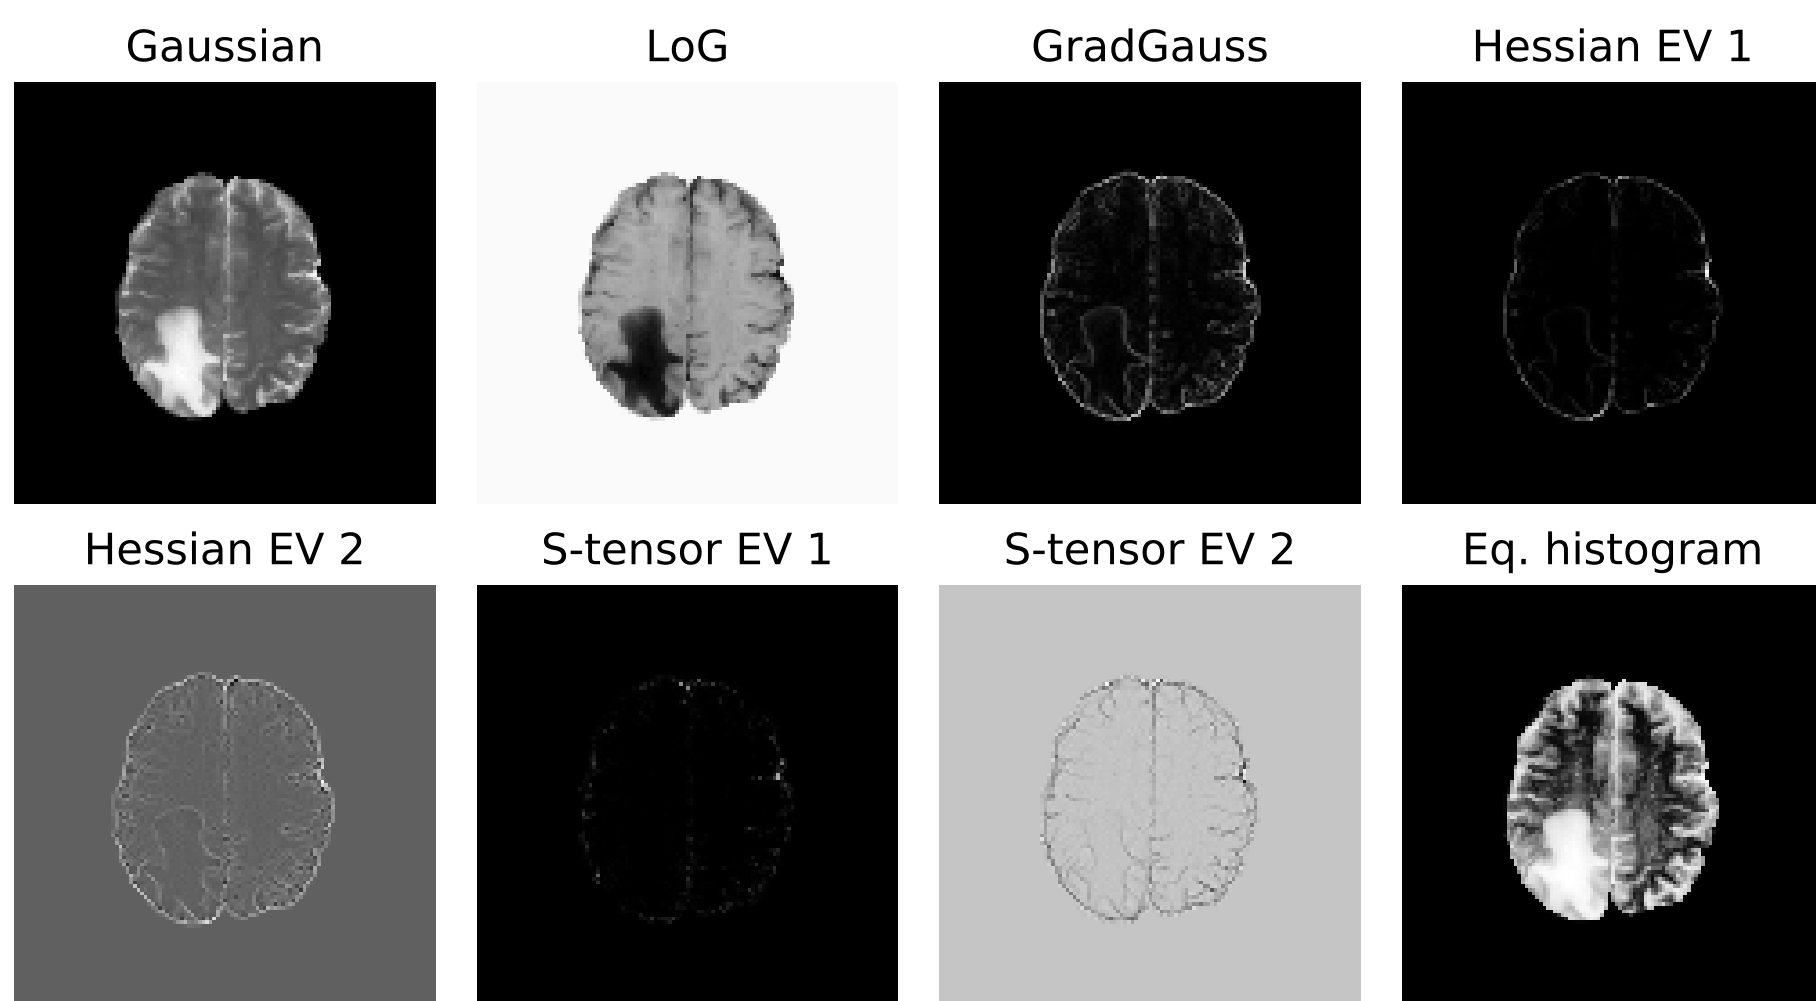 Gaussian
LoG
GradGauss
Hessian EV 1
Hessian EV 2
S-tensor EV 1
S-tensor EV 2
Eq. histogram